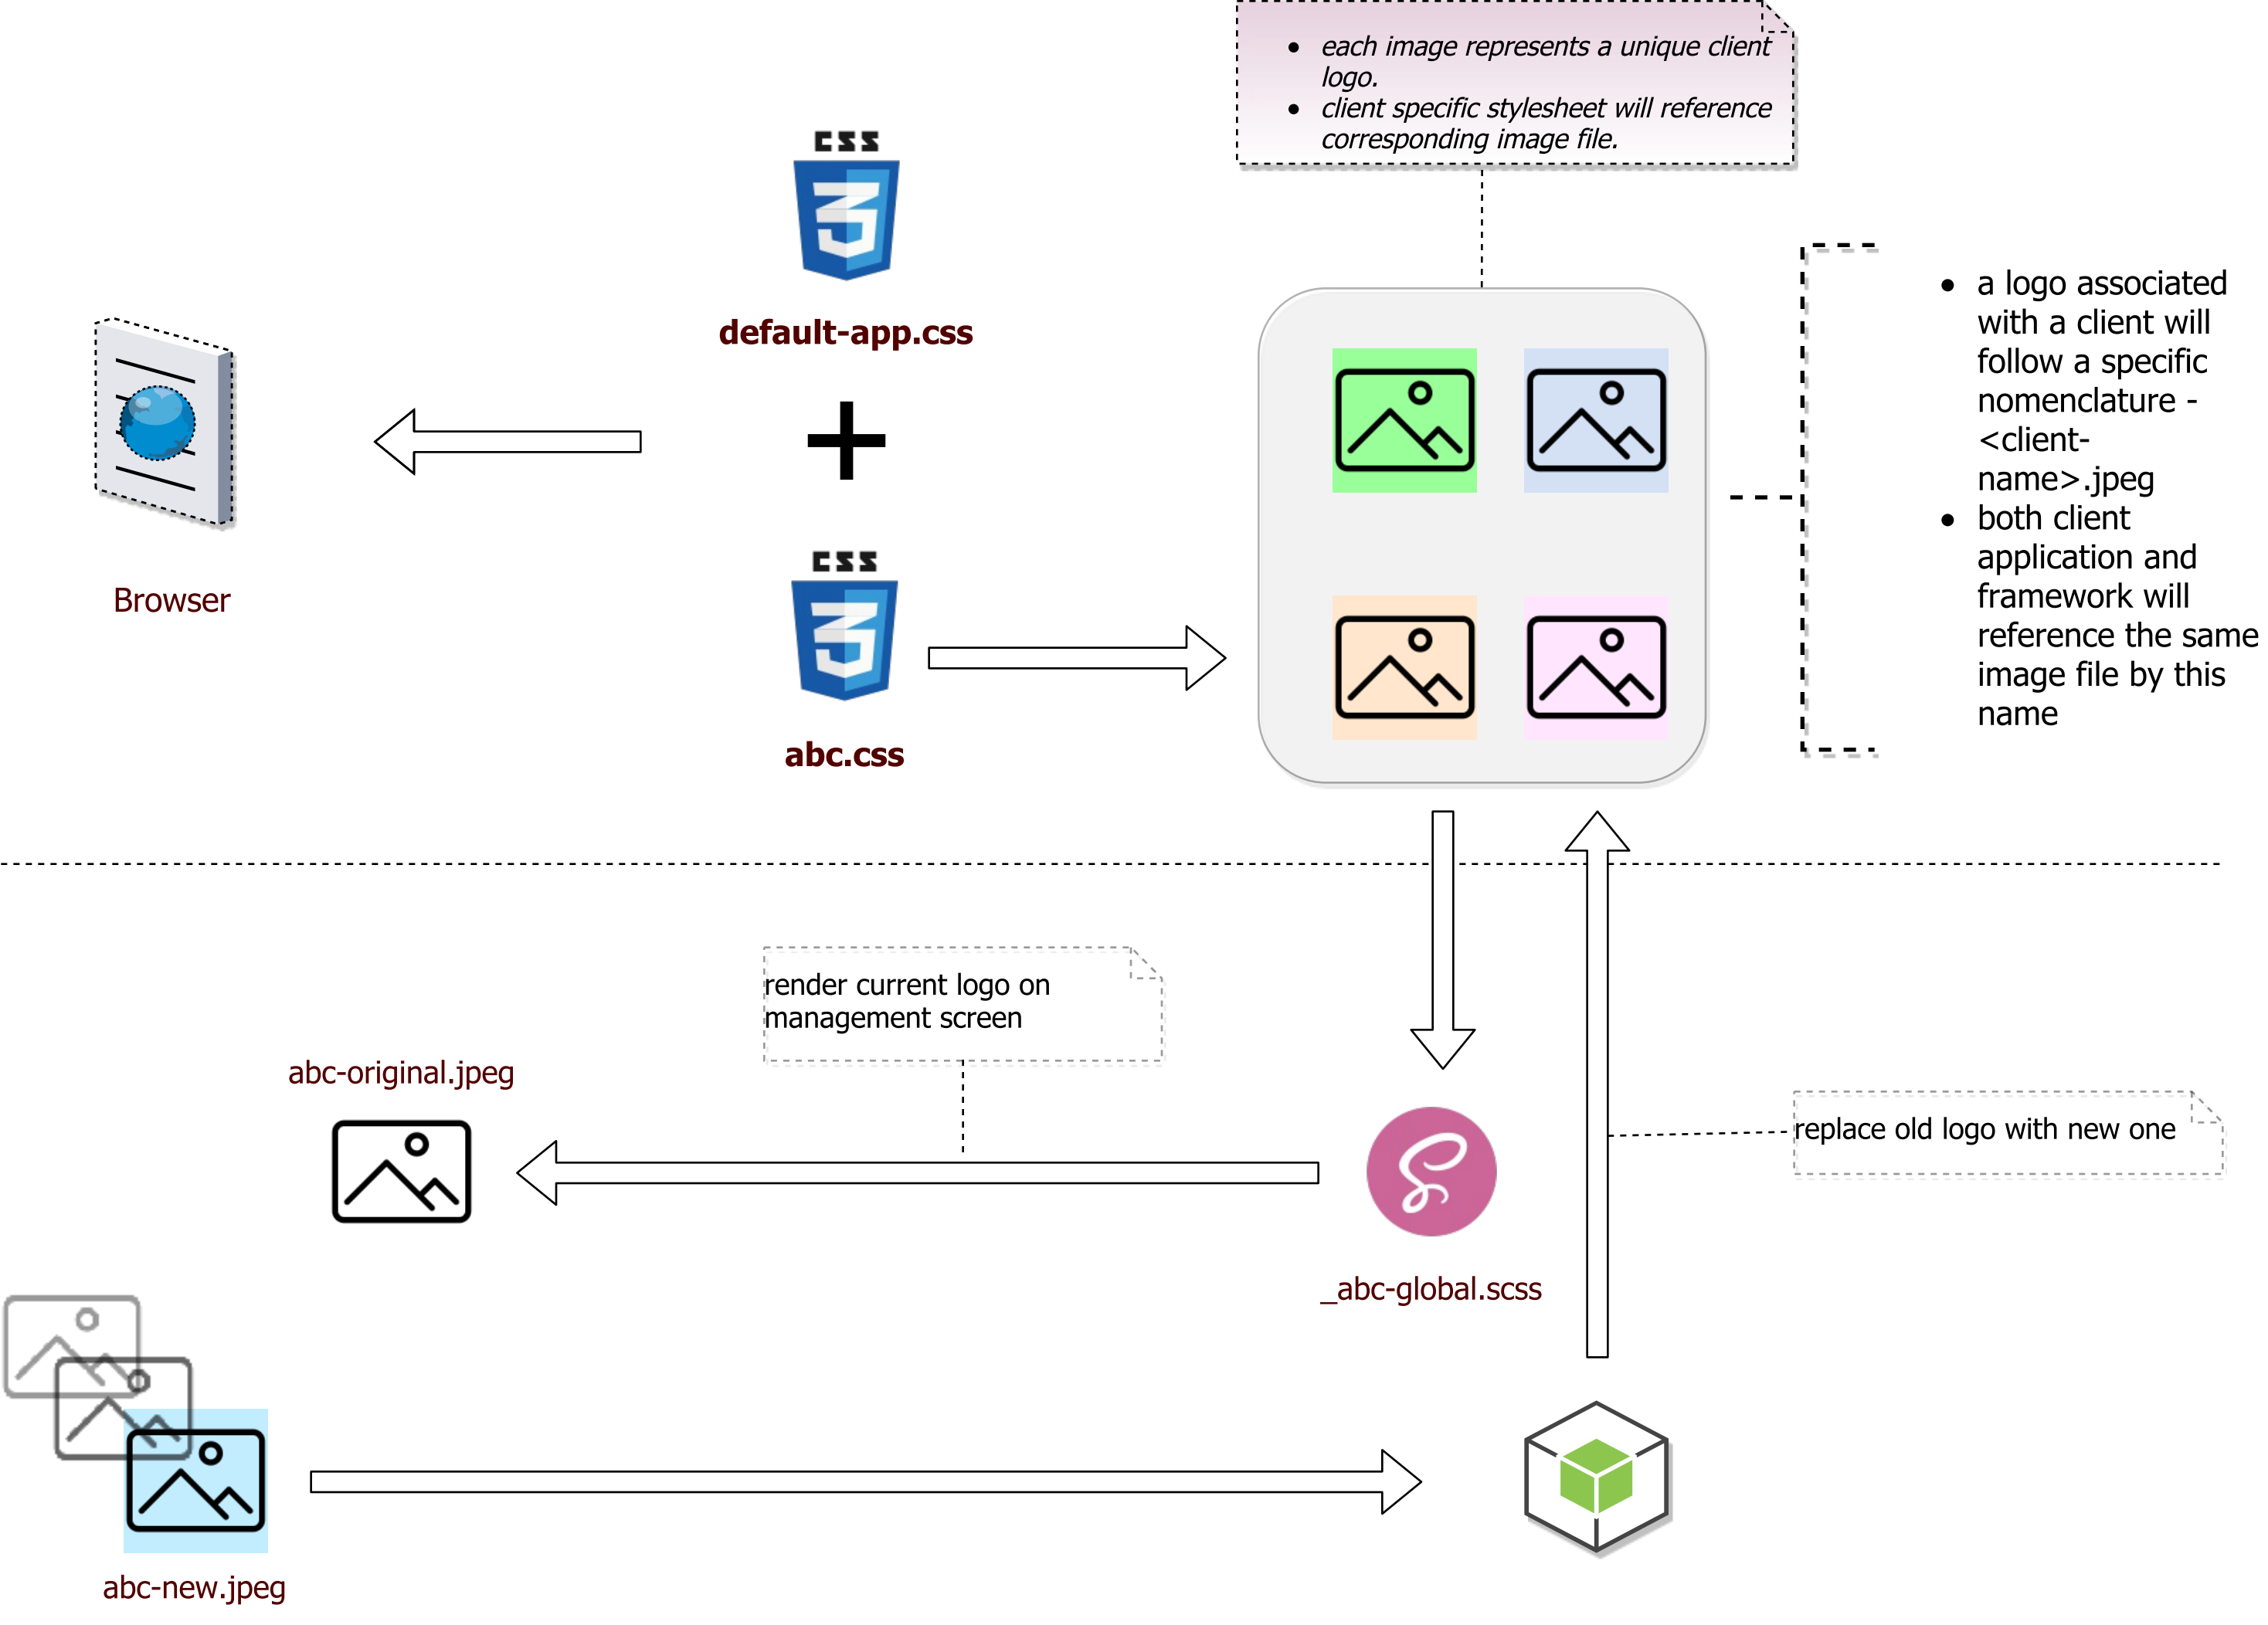 • each image represents a unique client
logo.
• client specific stylesheet will reference
corresponding image file.
CSS
default-app.css
• a logo associated
with a client will
follow a specific
nomenclature -
<client-
name>.jpeg
• both client
application and
framework will
reference the same
image file by this
name
Browser
CSS
abc.css
render current logo on
management screen
abc-original.jpeg
replace old logo with new one
_abc-global.scss
abc-new.jpeg